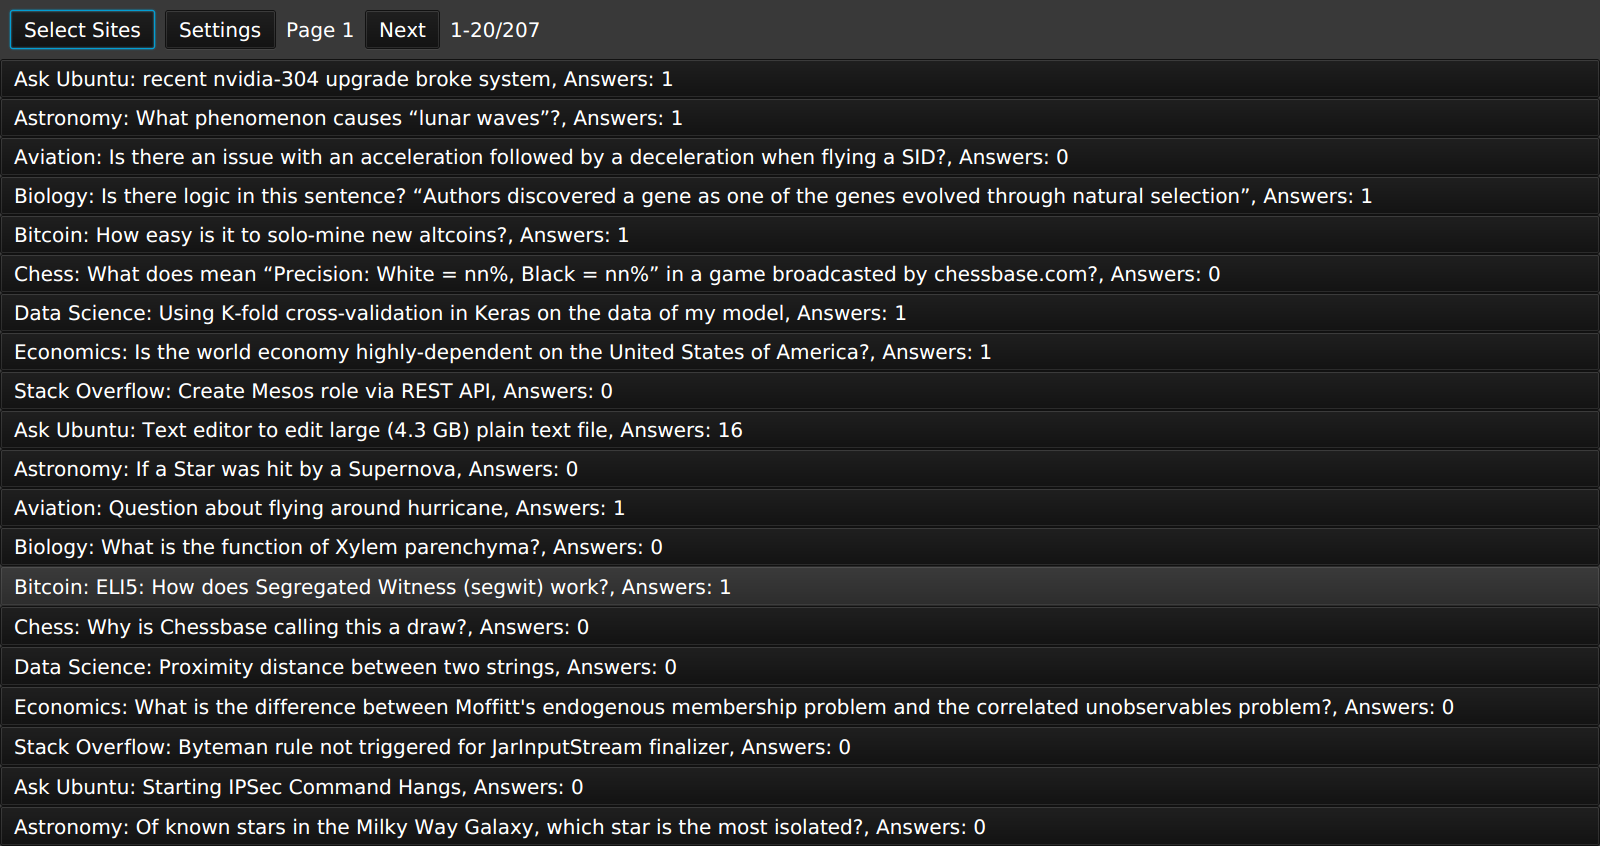 Select Sites Settings Page 1 Next 1-20/207
Ask Ubuntu: recent nvidia-304 upgrade broke system, Answers: 1
Astronomy: What phenomenon causes “lunar waves”?, Answers: 1
Aviation: Is there an issue with an acceleration followed by a deceleration when flying a SID?, Answers: 0
Biology: Is there logic in this sentence? “Authors discovered a gene as one of the genes evolved through natural selection”, Answers: 1
Bitcoin: How easy is it to solo-mine new altcoins?, Answers: 1
Chess: What does mean “Precision: White = nn%, Black = nn%” in a game broadcasted by chessbase.com?, Answers: 0
Data Science: Using K-fold cross-validation in Keras on the data of my model, Answers: 1
Economics: Is the world economy highly-dependent on the United States of America?, Answers: 1
Stack Overflow: Create Mesos role via REST API, Answers: 0
Ask Ubuntu: Text editor to edit large (4.3 GB) plain text file, Answers: 16
Astronomy: If a Star was hit by a Supernova, Answers: 0
Aviation: Question about flying around hurricane, Answers: 1
Biology: What is the function of Xylem parenchyma?, Answers: 0
Bitcoin: ELI5: How does Segregated Witness (segwit) work?, Answers: 1
Chess: Why is Chessbase calling this a draw?, Answers: 0
Data Science: Proximity distance between two strings, Answers: 0
Economics: What is the difference between Moffitt's endogenous membership problem and the correlated unobservables problem?, Answers: 0
Stack Overflow: Byteman rule not triggered for JarInputStream finalizer, Answers: 0
Ask Ubuntu: Starting IPSec Command Hangs, Answers: 0
Astronomy: Of known stars in the Milky Way Galaxy, which star is the most isolated?, Answers: 0